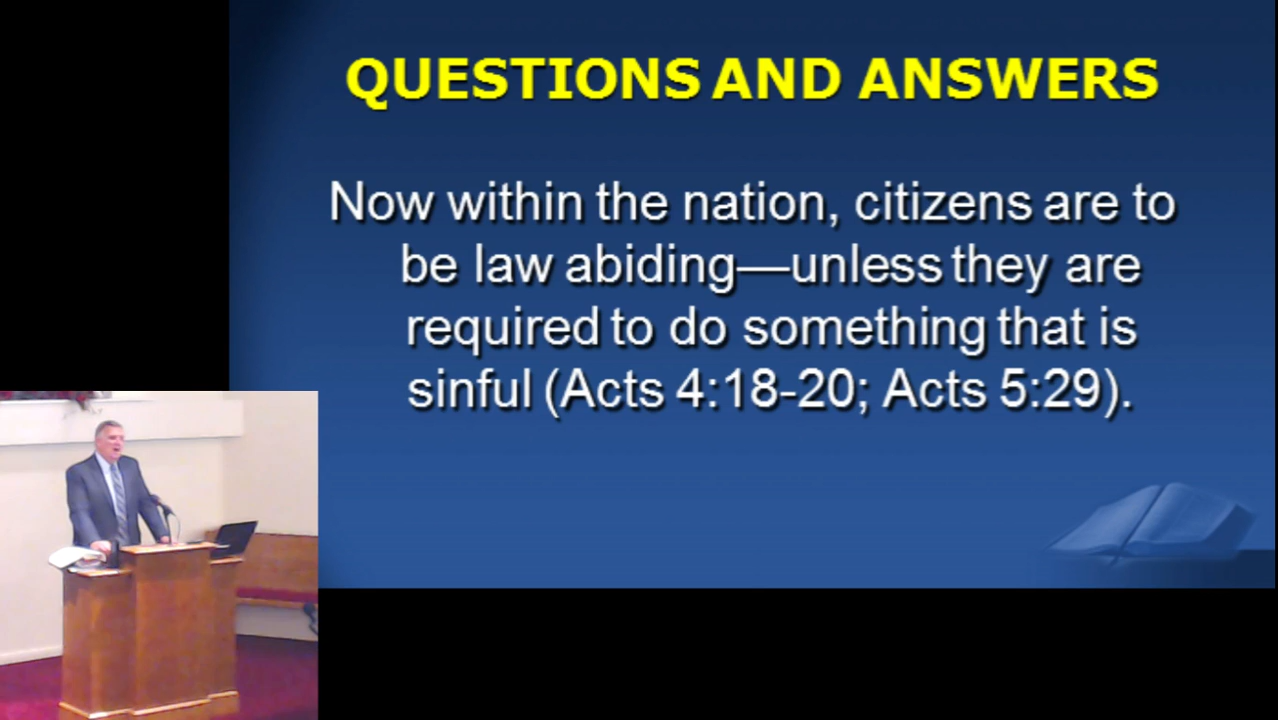 QUESTIONS AND ANSWERS
Now within the nation, citizens are to
be law abiding—unless they are
required to do something that is
sinful (Acts 4:18-20; Acts 5:29).